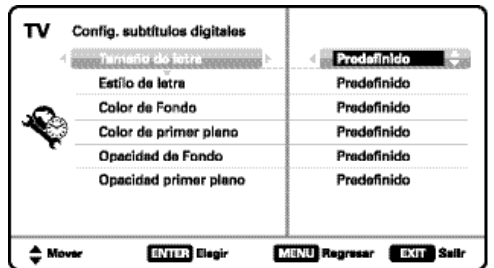 TV Config. subtítulos digitales
Tamaño de letra Predefinido
Estilo de letra Predefinido
Color de Fondo Predefinido
Color de primer plano Predefinido
Opacidad de Fondo Predefinido
Opacidad primer plano Predefinido
Mover ENTER Elegir MENU Regresar EXIT Salir